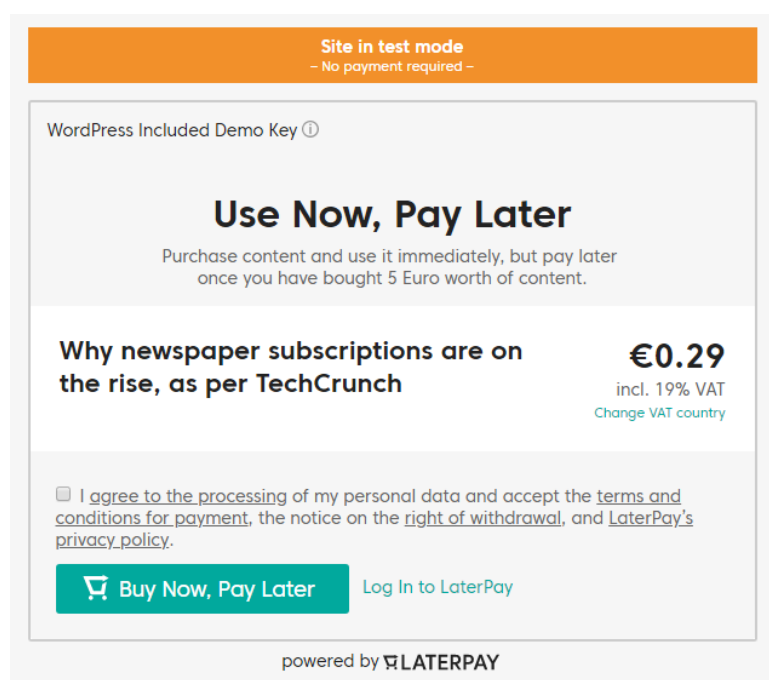 Site in test mode
– No payment required –
WordPress Included Demo Key ⓘ
Use Now, Pay Later
Purchase content and use it immediately, but pay later
once you have bought 5 Euro worth of content.
Why newspaper subscriptions are on
the rise, as per TechCrunch
€0.29
incl. 19% VAT
Change VAT country
I agree to the processing of my personal data and accept the terms and
conditions for payment, the notice on the right of withdrawal, and LaterPay's
privacy policy.
Buy Now, Pay Later
Log In to LaterPay
powered by LATERPAY